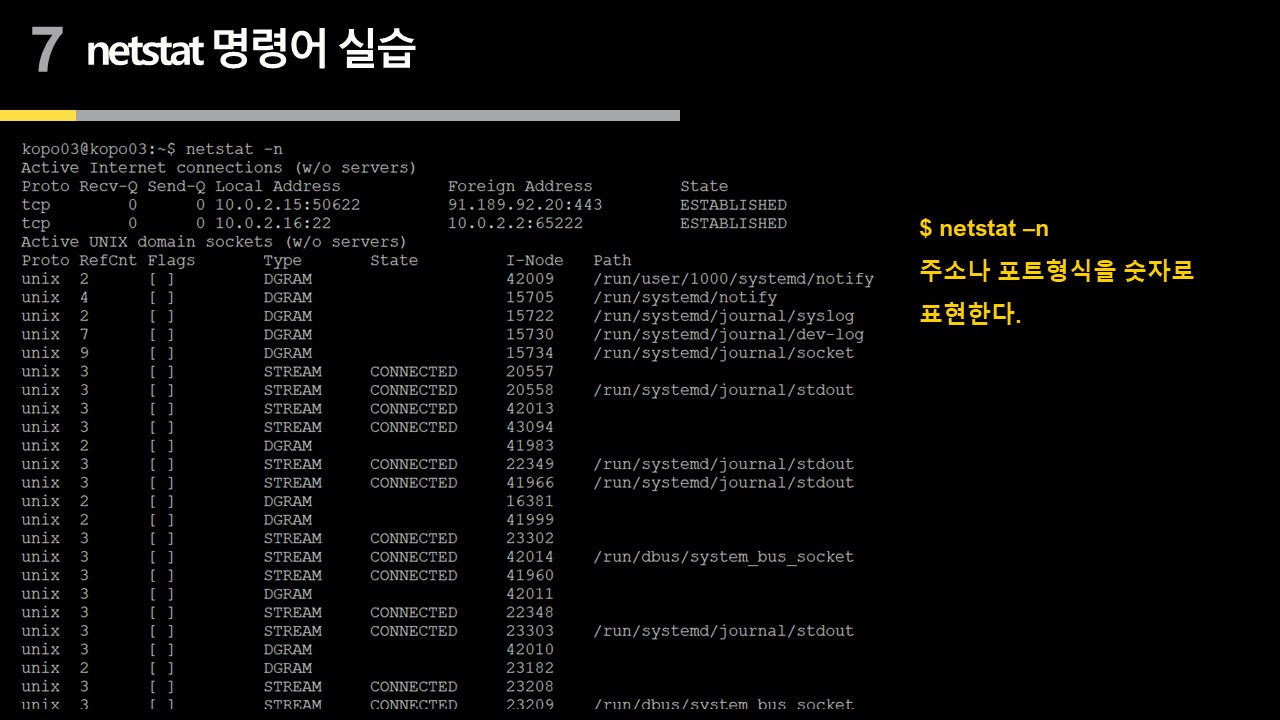 7 netstat 명령어 실습
kopo03@kopo03:~$ netstat -n
Active Internet connections (w/o servers)
Proto Recv-Q Send-Q Local Address Foreign Address State
tcp 0 0 10.0.2.15:50622 91.189.92.20:443 ESTABLISHED
tcp 0 0 10.0.2.16:22 10.0.2.2:65222 ESTABLISHED
Active UNIX domain sockets (w/o servers)
Proto RefCnt Flags Type State I-Node Path
unix 2 [ ] DGRAM 42009 /run/user/1000/systemd/notify
unix 4 [ ] DGRAM 15705 /run/systemd/notify
unix 2 [ ] DGRAM 15722 /run/systemd/journal/syslog
unix 7 [ ] DGRAM 15730 /run/systemd/journal/dev-log
unix 9 [ ] DGRAM 15734 /run/systemd/journal/socket
unix 3 [ ] STREAM CONNECTED 20557
unix 3 [ ] STREAM CONNECTED 20558 /run/systemd/journal/stdout
unix 3 [ ] STREAM CONNECTED 42013
unix 3 [ ] STREAM CONNECTED 43094
unix 2 [ ] DGRAM 41983
unix 3 [ ] STREAM CONNECTED 22349 /run/systemd/journal/stdout
unix 3 [ ] STREAM CONNECTED 41966 /run/systemd/journal/stdout
unix 2 [ ] DGRAM 16381
unix 2 [ ] DGRAM 41999
unix 3 [ ] STREAM CONNECTED 23302
unix 3 [ ] STREAM CONNECTED 42014 /run/dbus/system_bus_socket
unix 3 [ ] STREAM CONNECTED 41960
unix 3 [ ] DGRAM 42011
unix 3 [ ] STREAM CONNECTED 22348
unix 3 [ ] STREAM CONNECTED 23303 /run/systemd/journal/stdout
unix 3 [ ] DGRAM 42010
unix 2 [ ] DGRAM 23182
unix 3 [ ] STREAM CONNECTED 23208
unix 3 [ ] STREAM CONNECTED 23209 /run/dbus/system_bus_socket
$ netstat –n
주소나 포트형식을 숫자로
표현한다.